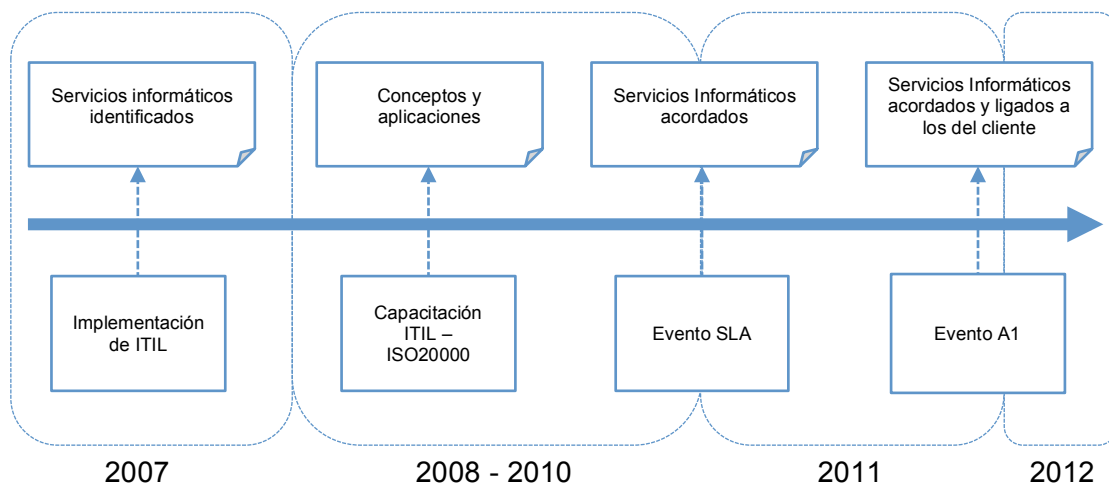 Servicios informáticos
identificados
Conceptos y
aplicaciones
Servicios Informáticos
acordados
Servicios Informáticos
acordados y ligados a
los del cliente
Implementación
de ITIL
Capacitación
ITIL –
ISO20000
Evento SLA
Evento A1
2007
2008 - 2010
2011
2012